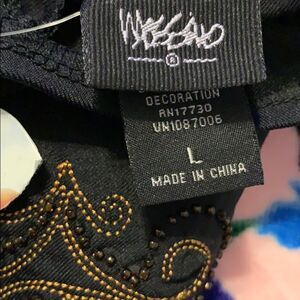 MOSSIMO
®
DECORATION
RN17730
VN1087006
L
MADE IN CHINA